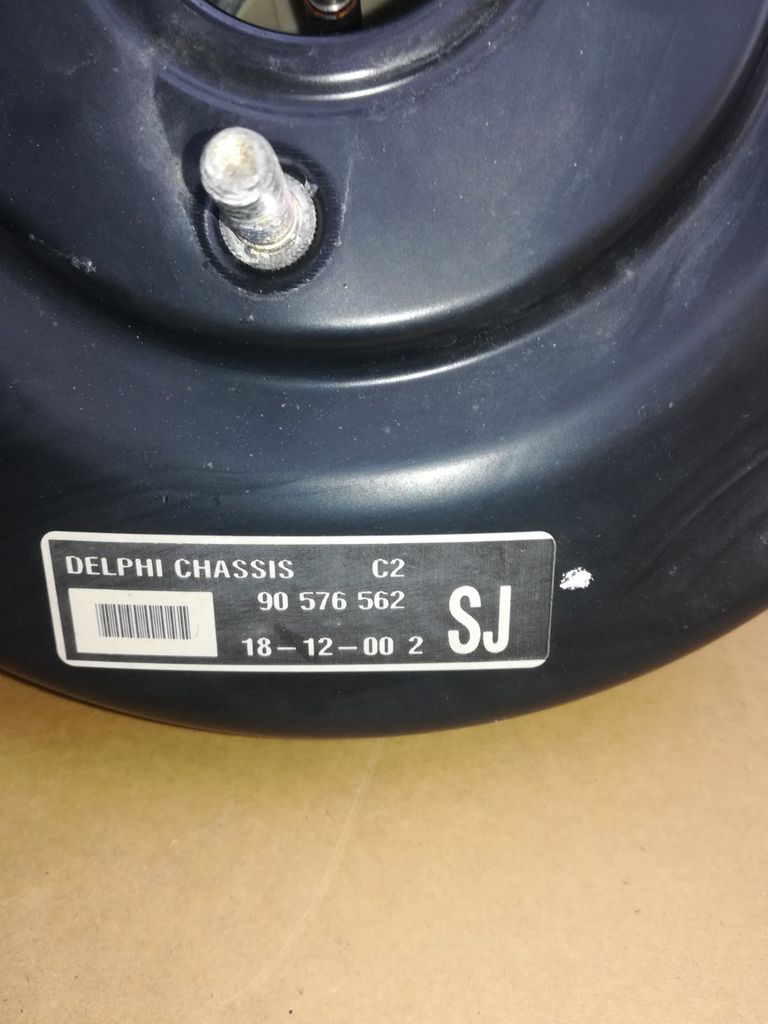 DELPHI CHASSIS C2
90 576 562
18-12-00 2
SJ